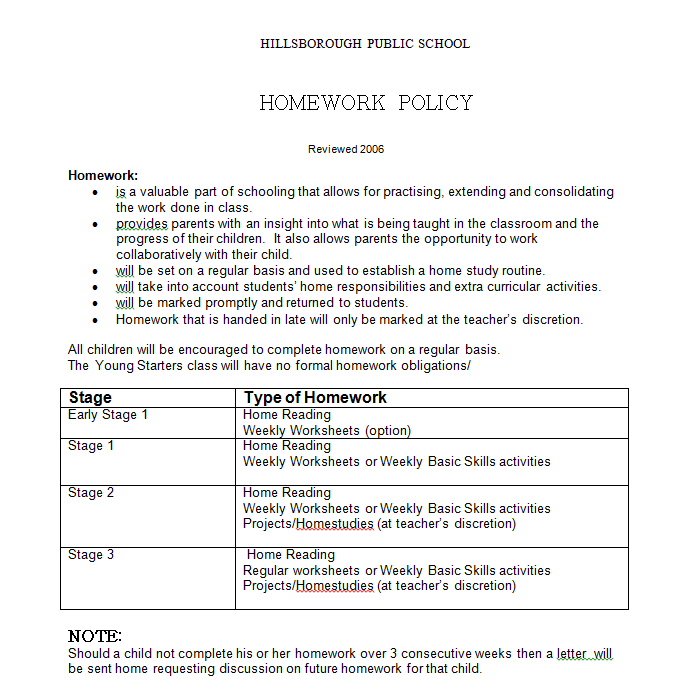 HILLSBOROUGH PUBLIC SCHOOL
HOMEWORK POLICY
Reviewed 2006
Homework:
• is a valuable part of schooling that allows for practising, extending and consolidating
the work done in class.
• provides parents with an insight into what is being taught in the classroom and the
progress of their children. It also allows parents the opportunity to work
collaboratively with their child.
• will be set on a regular basis and used to establish a home study routine.
• will take into account students' home responsibilities and extra curricular activities.
• will be marked promptly and returned to students.
• Homework that is handed in late will only be marked at the teacher's discretion.
All children will be encouraged to complete homework on a regular basis.
The Young Starters class will have no formal homework obligations/
Stage Type of Homework
Early Stage 1 Home Reading
Weekly Worksheets (option)
Stage 1 Home Reading
Weekly Worksheets or Weekly Basic Skills activities
Stage 2 Home Reading
Weekly Worksheets or Weekly Basic Skills activities
Projects/Homestudies (at teacher's discretion)
Stage 3 Home Reading
Regular worksheets or Weekly Basic Skills activities
Projects/Homestudies (at teacher's discretion)
NOTE:
Should a child not complete his or her homework over 3 consecutive weeks then a letter will
be sent home requesting discussion on future homework for that child.